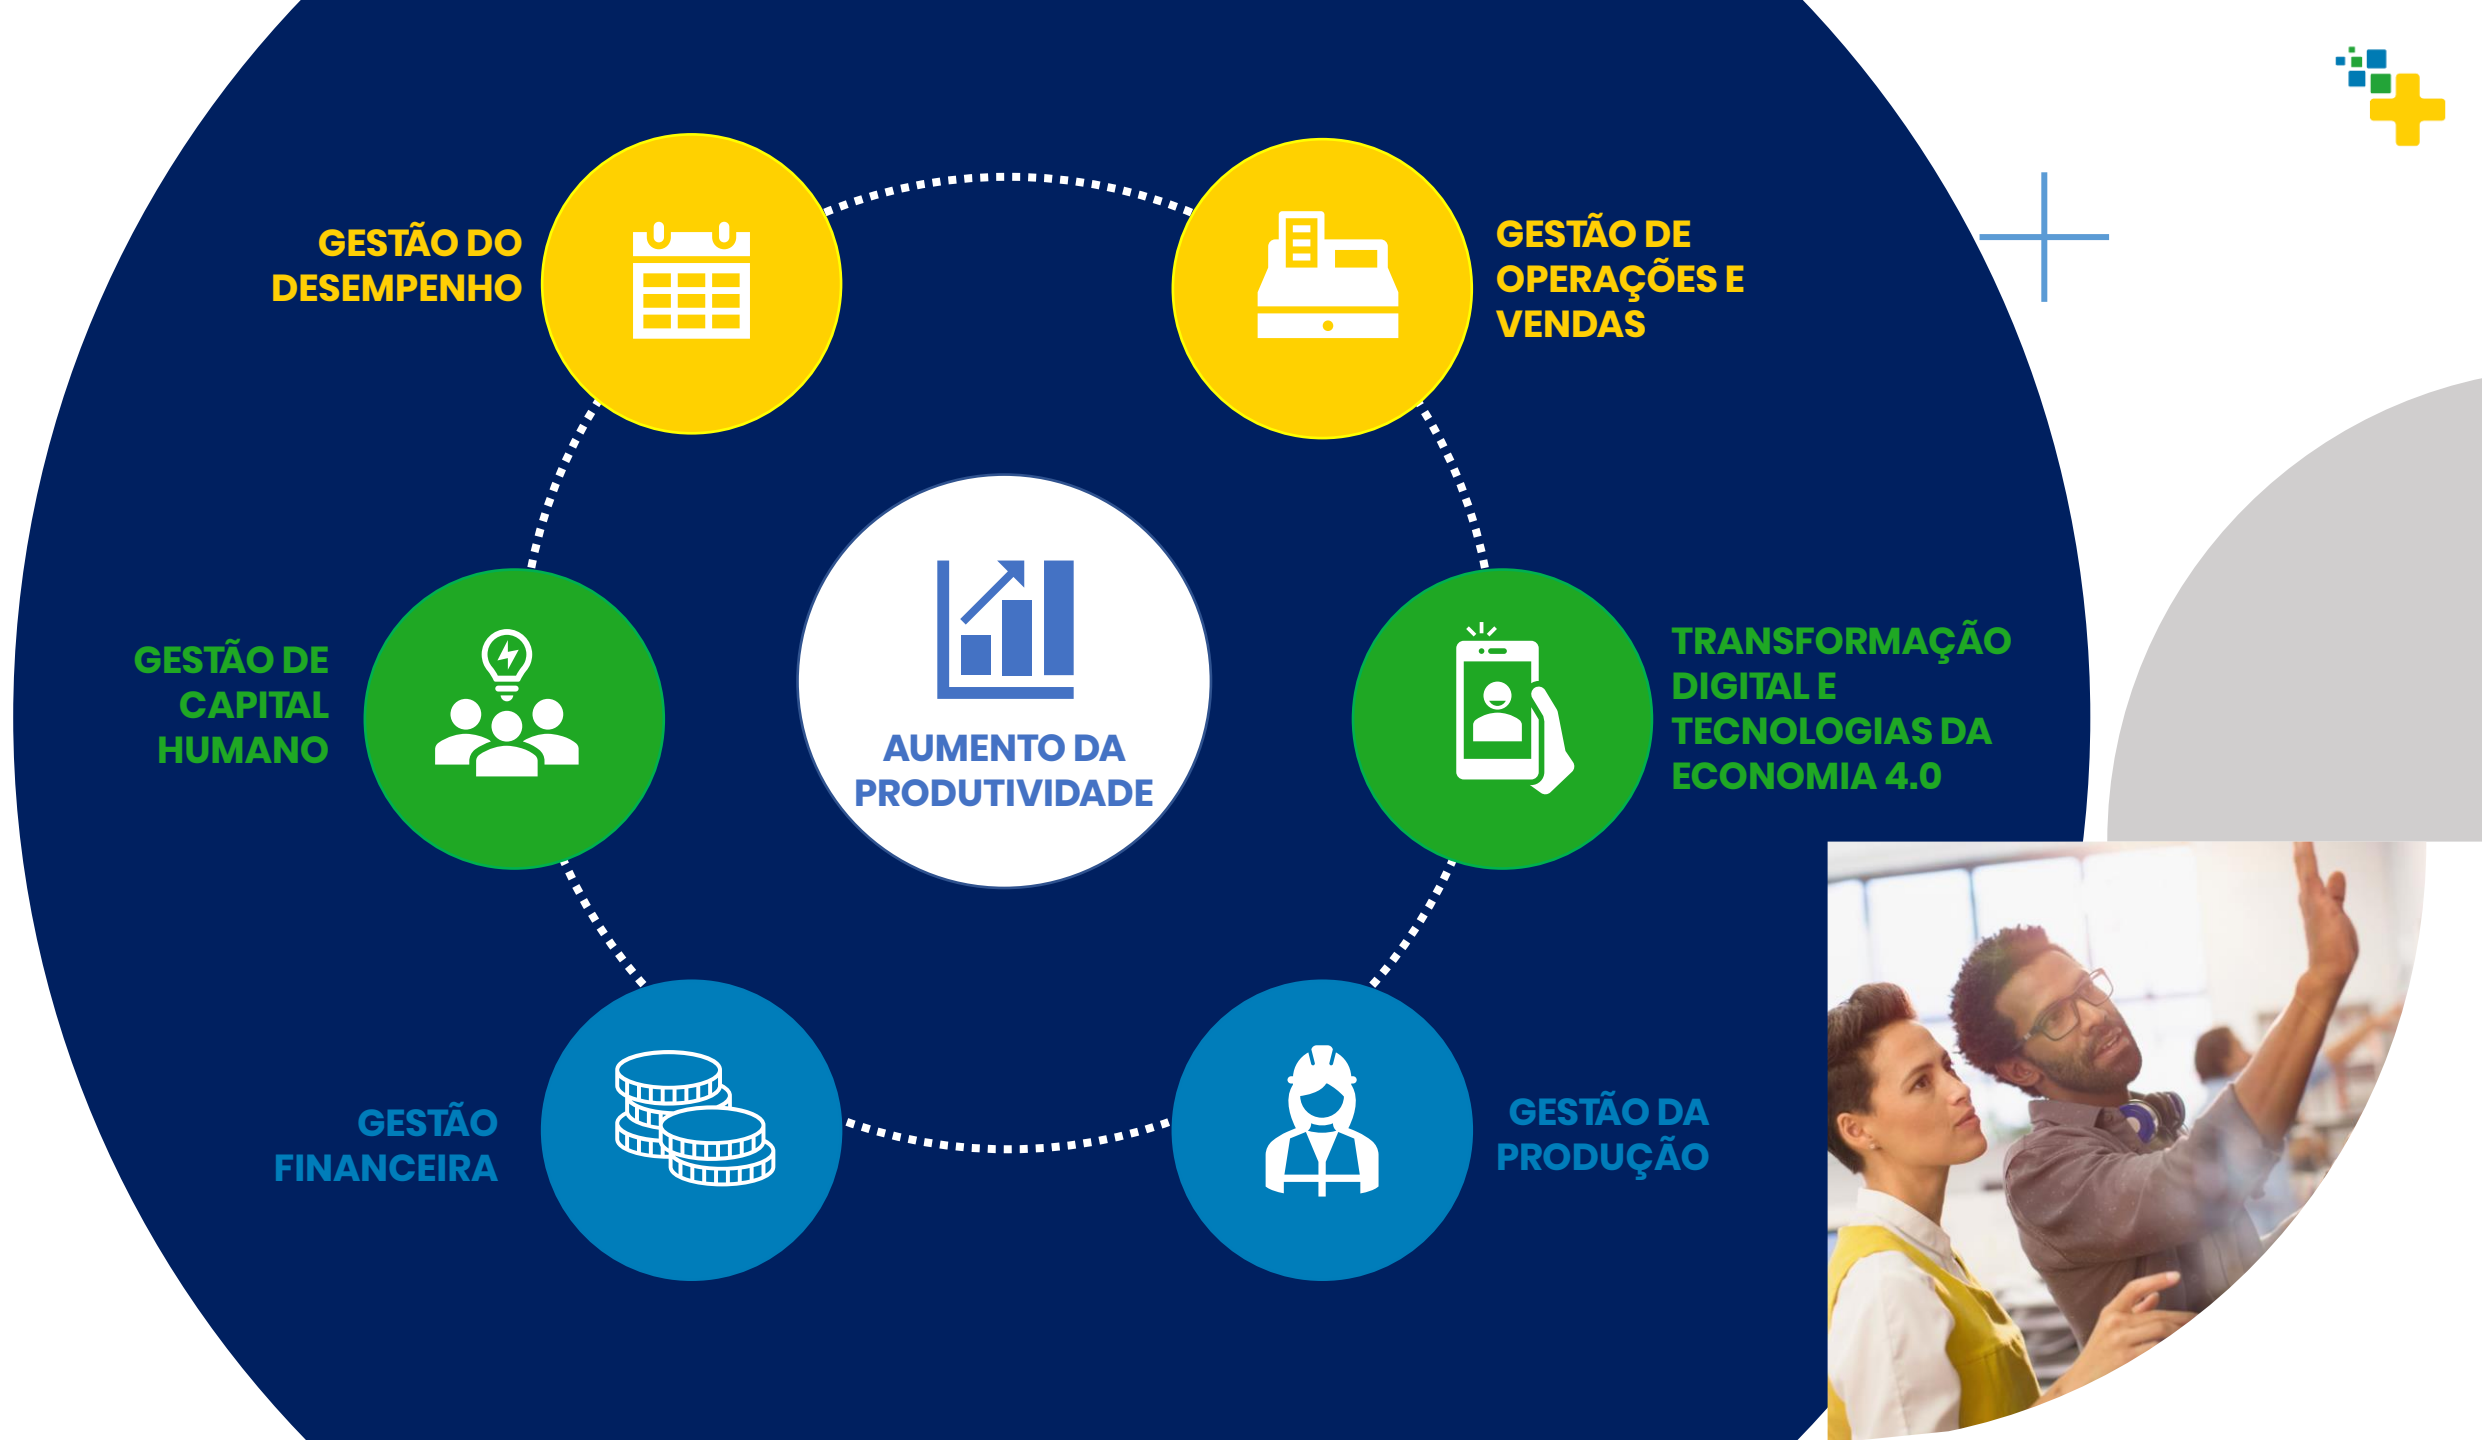 GESTÃO DO
DESEMPENHO
GESTÃO DE
OPERAÇÕES E
VENDAS
GESTÃO DE
CAPITAL
HUMANO
AUMENTO DA
PRODUTIVIDADE
TRANSFORMAÇÃO
DIGITAL E
TECNOLOGIAS DA
ECONOMIA 4.0
GESTÃO
FINANCEIRA
GESTÃO DA
PRODUÇÃO